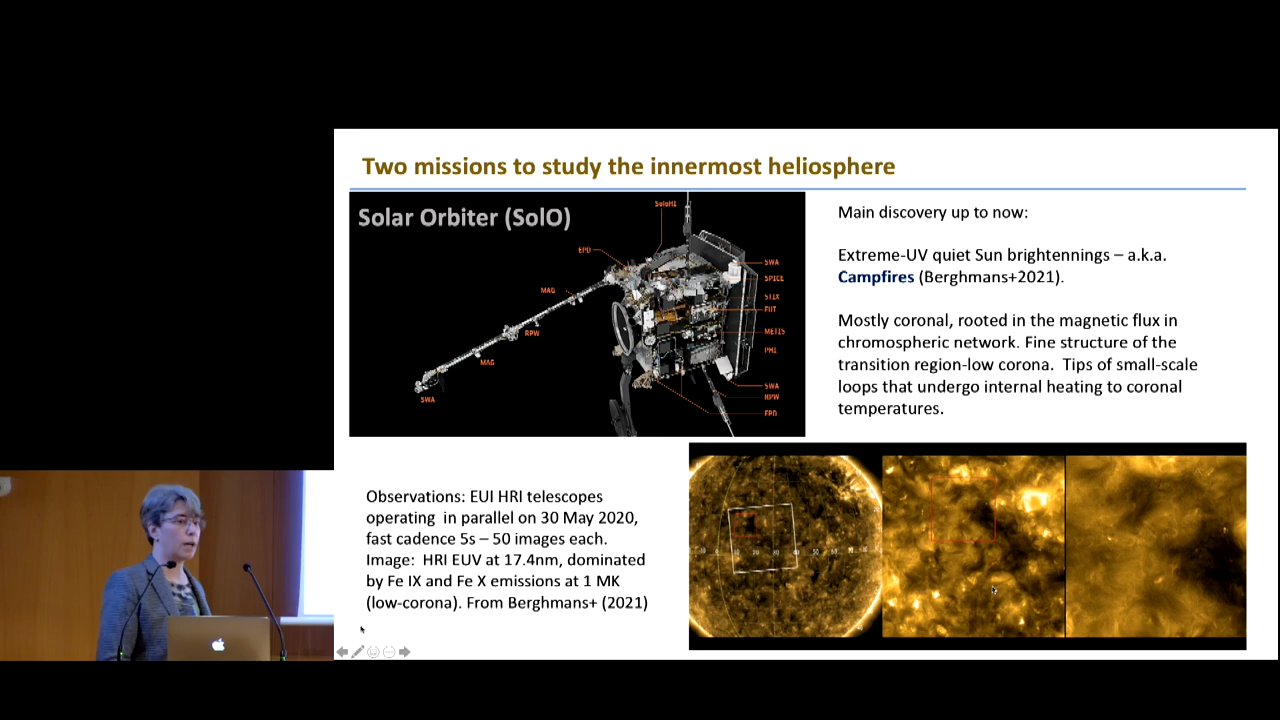 Two missions to study the innermost heliosphere
Solar Orbiter (SolO)
SoloHI
EPD
SWA
SPICE
MAG
STIX
EUI
RPW
METIS
PHI
MAG
SWA
SWA
RPW
EPD
Main discovery up to now:
Extreme-UV quiet Sun brightennings – a.k.a.
Campfires (Berghmans+2021).
Mostly coronal, rooted in the magnetic flux in
chromospheric network. Fine structure of the
transition region-low corona. Tips of small-scale
loops that undergo internal heating to coronal
temperatures.
Observations: EUI HRI telescopes
operating in parallel on 30 May 2020,
fast cadence 5s – 50 images each.
Image: HRI EUV at 17.4nm, dominated
by Fe IX and Fe X emissions at 1 MK
(low-corona). From Berghmans+ (2021)